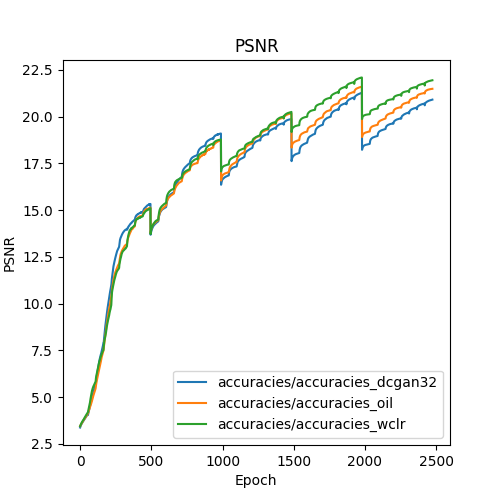 PSNR
22.5
20.0
17.5
15.0
12.5
10.0
7.5
5.0
2.5
PSNR
accuracies/accuracies_dcgan32
accuracies/accuracies_oil
accuracies/accuracies_wclr
0 500 1000 1500 2000 2500
Epoch